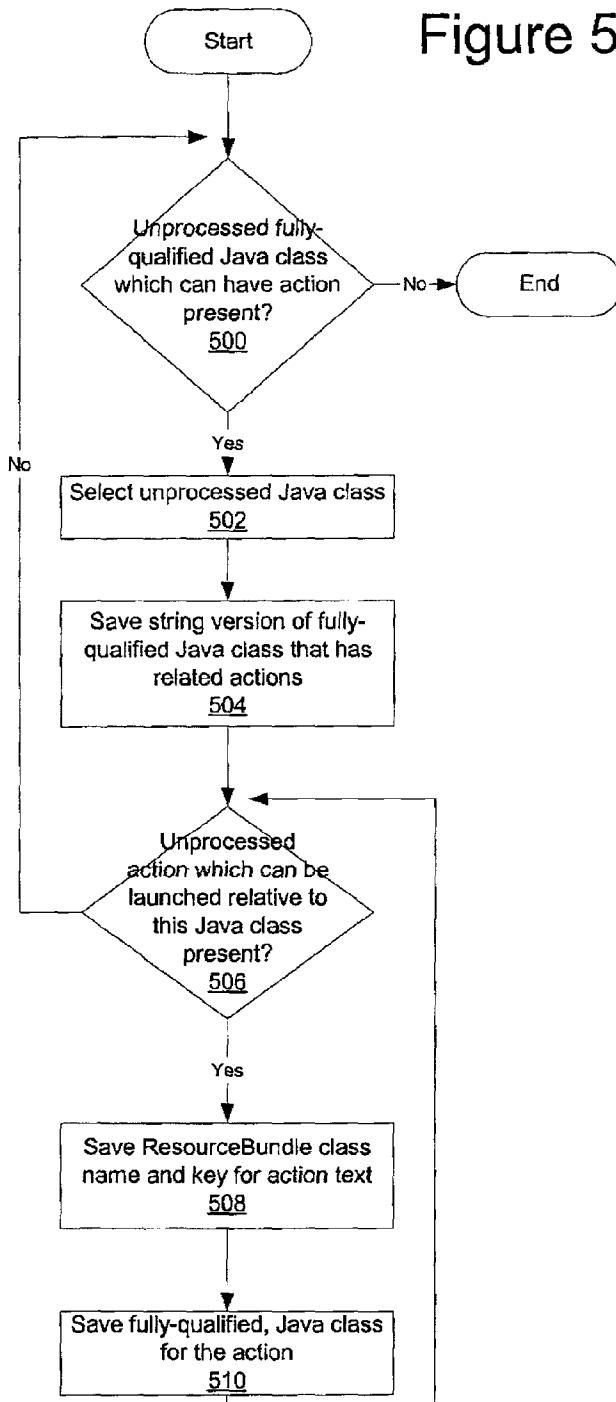 Figure 5
Start
Unprocessed fully-
qualified Java class
which can have action
present?
500
No
End
Yes
Select unprocessed Java class
502
Save string version of fully-
qualified Java class that has
related actions
504
Unprocessed
action which can be
launched relative to
this Java class
present?
506
No
Yes
Save ResourceBundle class
name and key for action text
508
Save fully-qualified, Java class
for the action
510